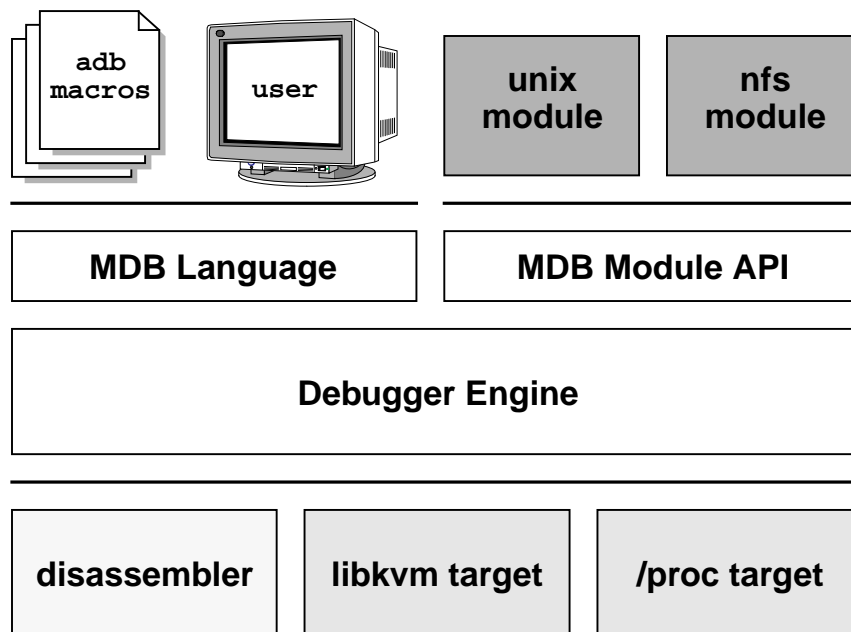 adb
macros
user
unix
module
nfs
module
MDB Language
MDB Module API
Debugger Engine
disassembler
libkvm target
/proc target